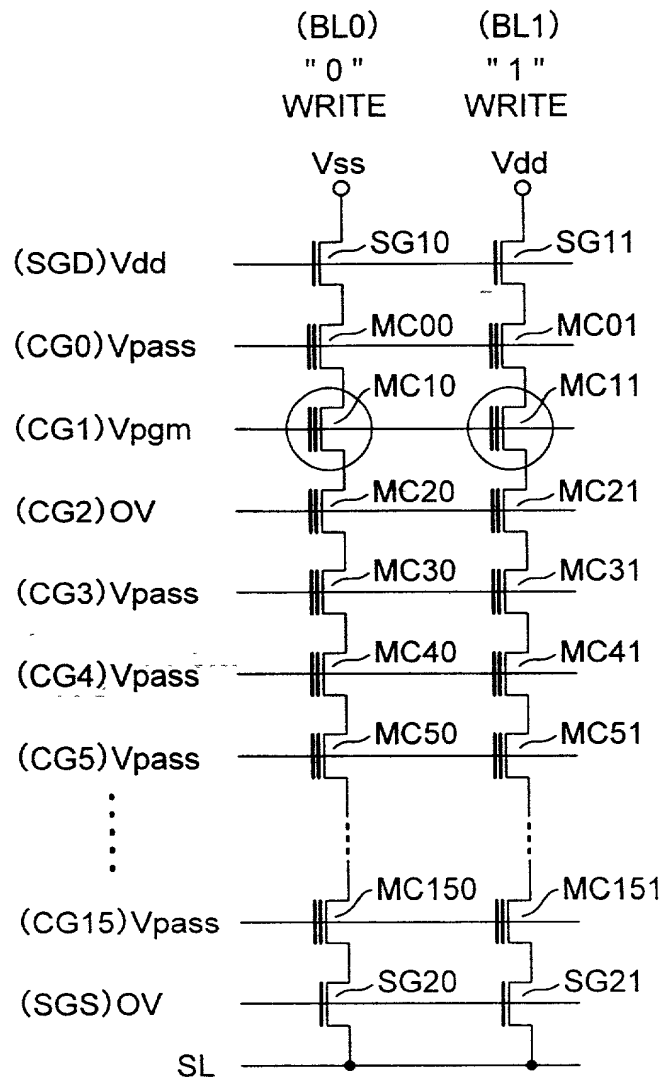 (BL0) (BL1)
"0" "1"
WRITE WRITE
Vss Vdd
(SGD)Vdd SG10 SG11
(CG0)Vpass MC00 MC01
(CG1)Vpgm MC10 MC11
(CG2)OV MC20 MC21
(CG3)Vpass MC30 MC31
(CG4)Vpass MC40 MC41
(CG5)Vpass MC50 MC51
(CG15)Vpass MC150 MC151
(SGS)OV SG20 SG21
SL